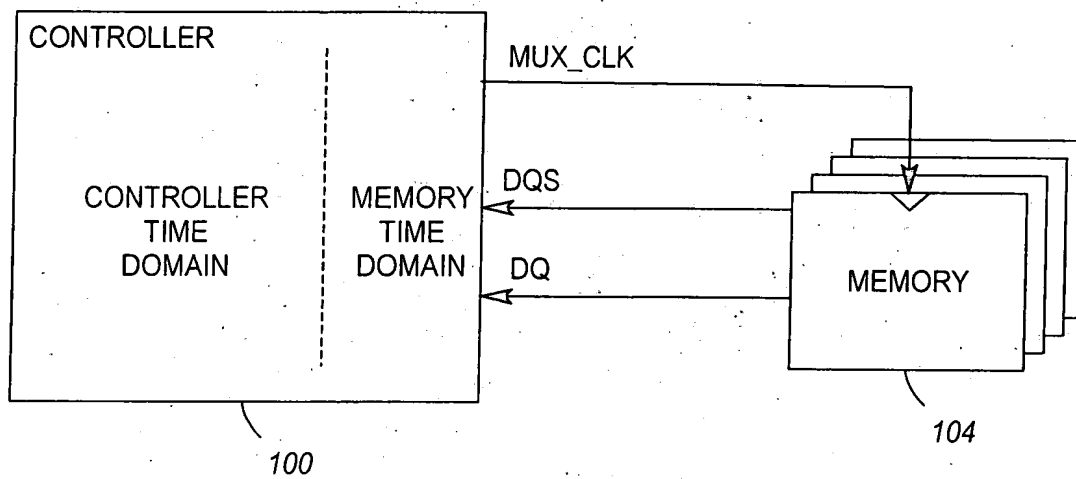 CONTROLLER
MUX_CLK
CONTROLLER
TIME
DOMAIN
MEMORY
TIME
DOMAIN
DQS
DQ
MEMORY
100
104